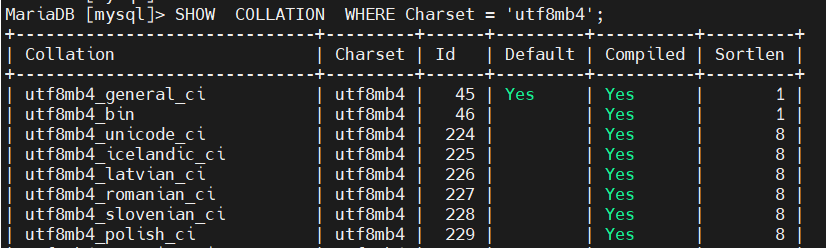 MariaDB [mysql]> SHOW  COLLATION  WHERE Charset = 'utf8mb4';
+------------------------------+---------+------+---------+----------+---------+
| Collation                    | Charset | Id   | Default | Compiled | Sortlen |
+------------------------------+---------+------+---------+----------+---------+
| utf8mb4_general_ci           | utf8mb4 |   45 | Yes     | Yes      |       1 |
| utf8mb4_bin                  | utf8mb4 |   46 |         | Yes      |       1 |
| utf8mb4_unicode_ci           | utf8mb4 |  224 |         | Yes      |       8 |
| utf8mb4_icelandic_ci         | utf8mb4 |  225 |         | Yes      |       8 |
| utf8mb4_latvian_ci           | utf8mb4 |  226 |         | Yes      |       8 |
| utf8mb4_romanian_ci          | utf8mb4 |  227 |         | Yes      |       8 |
| utf8mb4_slovenian_ci         | utf8mb4 |  228 |         | Yes      |       8 |
| utf8mb4_polish_ci            | utf8mb4 |  229 |         | Yes      |       8 |